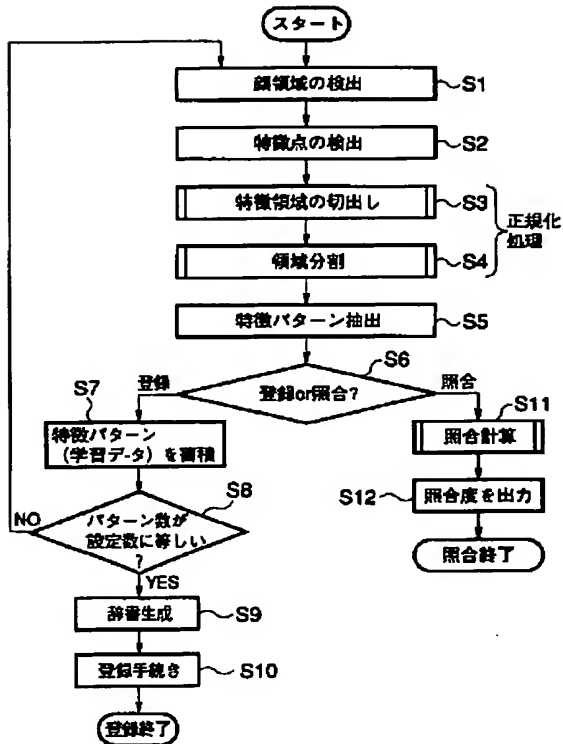 スタート
顔領域の検出 S1
特徴点の検出 S2
特徴領域の切出し S3
正規化
処理
領域分割 S4
特徴パターン抽出 S5
S6
登録 登録or照合? 照合
S7
特徴パターン
(学習データ)を蓄積
S8
NO
パターン数が
設定数に等しい
?
YES
辞書生成 S9
登録手続き S10
登録終了
S11
照合計算
S12 照合度を出力
照合終了